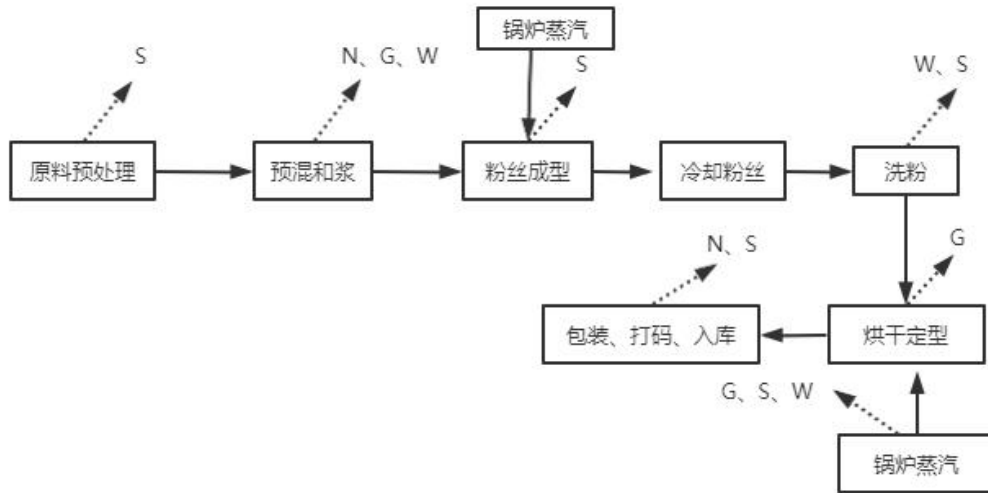 锅炉蒸汽
S
N、G、W
S
W、S
原料预处理
预混和浆
粉丝成型
冷却粉丝
洗粉
N、S
G
包装、打码、入库
烘干定型
G、S、W
锅炉蒸汽